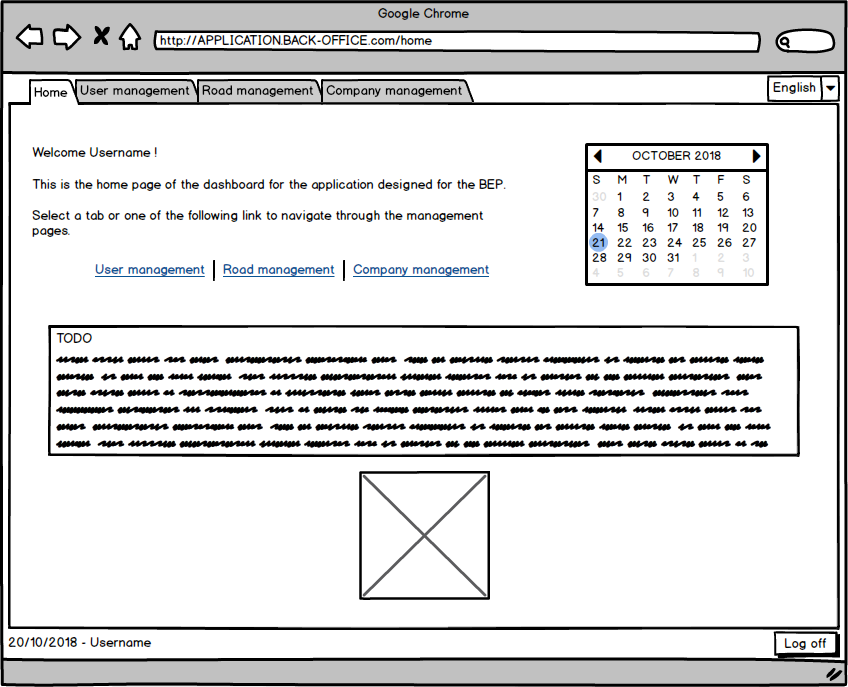 Google Chrome
http://APPLICATION.BACK-OFFICE.com/home
Home User management Road management Company management English
Welcome Username !
This is the home page of the dashboard for the application designed for the BEP.
Select a tab or one of the following link to navigate through the management
pages.
User management | Road management | Company management
OCTOBER 2018
S M T W T F S
30 1 2 3 4 5 6
7 8 9 10 11 12 13
14 15 16 17 18 19 20
21 22 23 24 25 26 27
28 29 30 31 1 2 3
4 5 6 7 8 9 10
TODO
20/10/2018 - Username
Log off